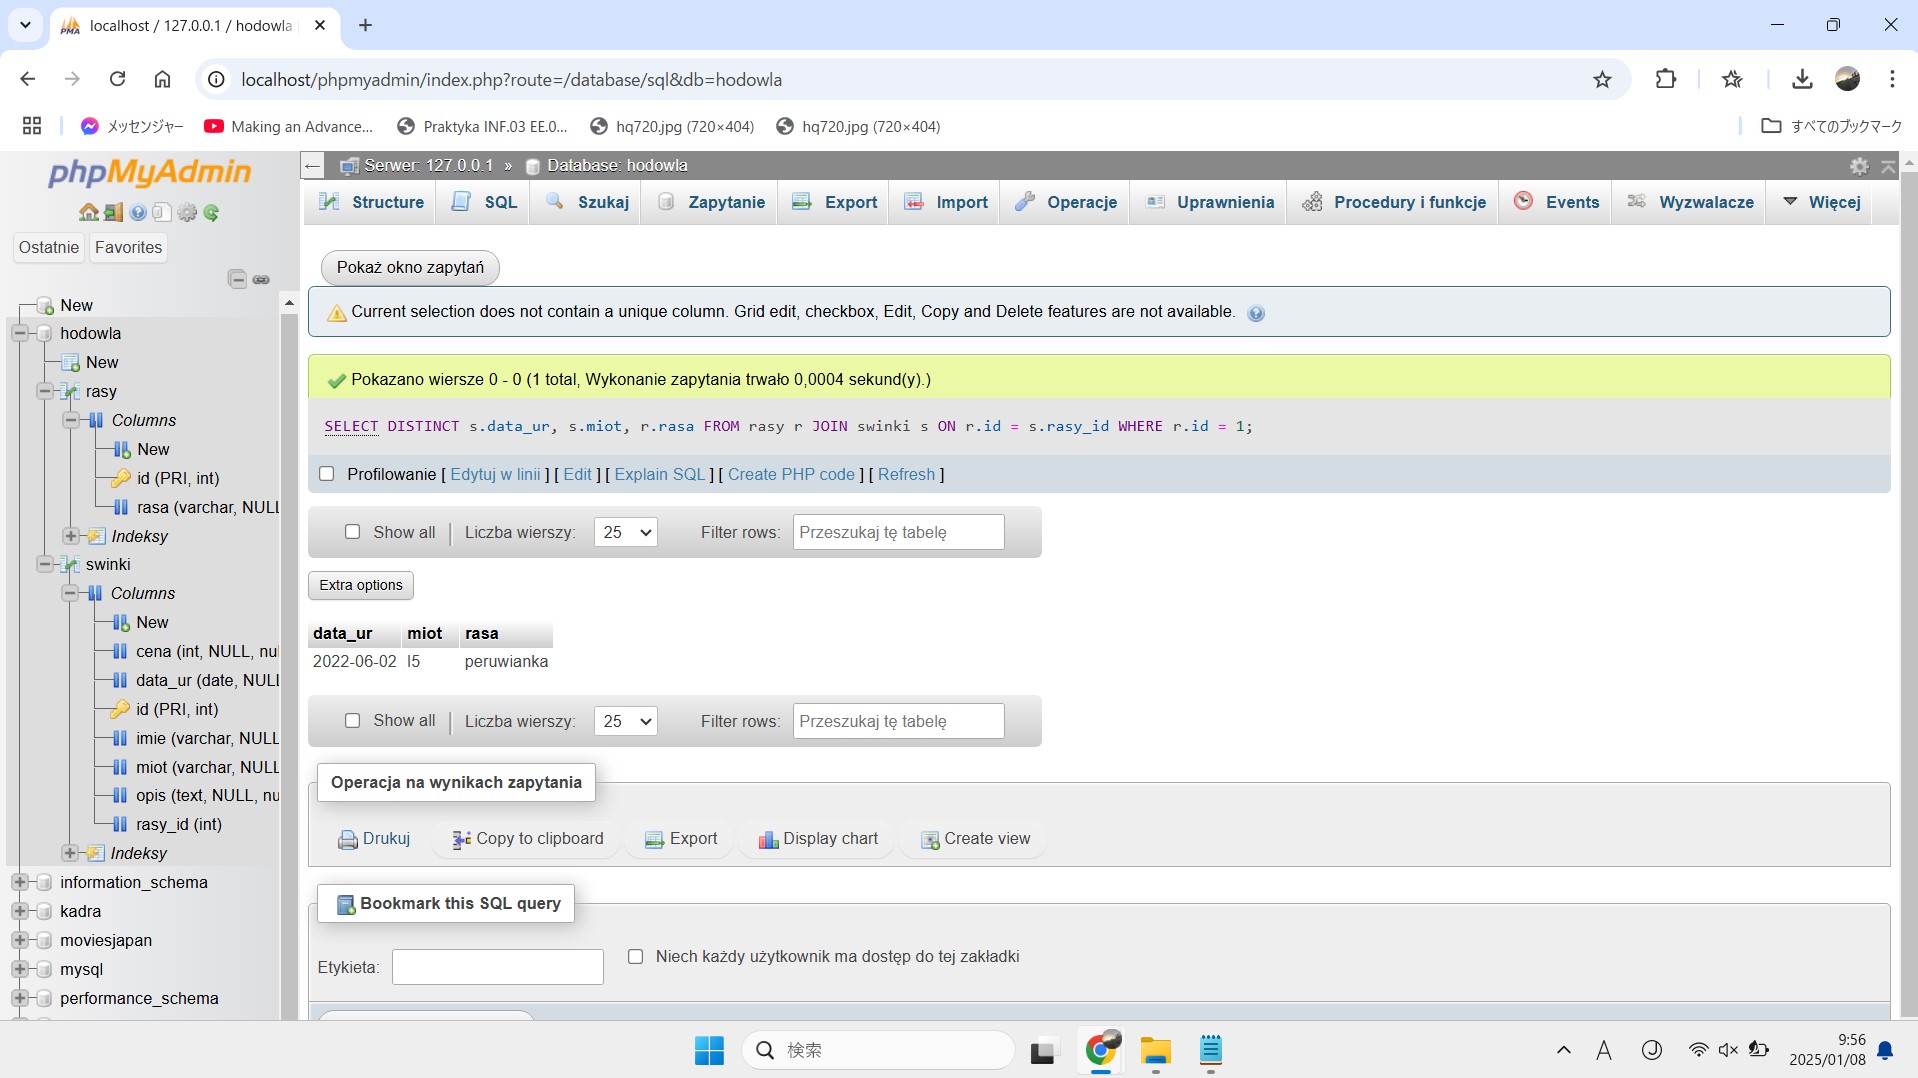 localhost / 127.0.0.1 / hodowla
localhost/phpmyadmin/index.php?route=/database/sql&db=hodowla
メッセンジャー
Making an Advance...
Praktyka INF.03 EE.0...
hq720.jpg (720×404)
hq720.jpg (720×404)
すべてのブックマーク
phpMyAdmin
Ostatnie
Favorites
New
hodowla
New
rasy
Columns
New
id (PRI, int)
rasa (varchar, NULL
Indeksy
swinki
Columns
New
cena (int, NULL, nu
data_ur (date, NULL
id (PRI, int)
imie (varchar, NULL
miot (varchar, NULL
opis (text, NULL, nu
rasy_id (int)
Indeksy
information_schema
kadra
moviesjapan
mysql
performance_schema
Serwer: 127.0.0.1 » Database: hodowla
Structure
SQL
Szukaj
Zapytanie
Export
Import
Operacje
Uprawnienia
Procedury i funkcje
Events
Wyzwalacze
Więcej
Pokaż okno zapytań
Current selection does not contain a unique column. Grid edit, checkbox, Edit, Copy and Delete features are not available.
Pokazano wiersze 0 - 0 (1 total, Wykonanie zapytania trwało 0,0004 sekund(y).)
SELECT DISTINCT s.data_ur, s.miot, r.rasa FROM rasy r JOIN swinki s ON r.id = s.rasy_id WHERE r.id = 1;
Profilowanie [ Edytuj w linii ] [ Edit ] [ Explain SQL ] [ Create PHP code ] [ Refresh ]
Show all | Liczba wierszy: 25 Filter rows: Przeszukaj tę tabelę
Extra options
data_ur miot rasa
2022-06-02 l5 peruwianka
Show all | Liczba wierszy: 25 Filter rows: Przeszukaj tę tabelę
Operacja na wynikach zapytania
Drukuj
Copy to clipboard
Export
Display chart
Create view
Bookmark this SQL query
Etykieta:
Niech każdy użytkownik ma dostęp do tej zakładki
検索
A
9:56
2025/01/08